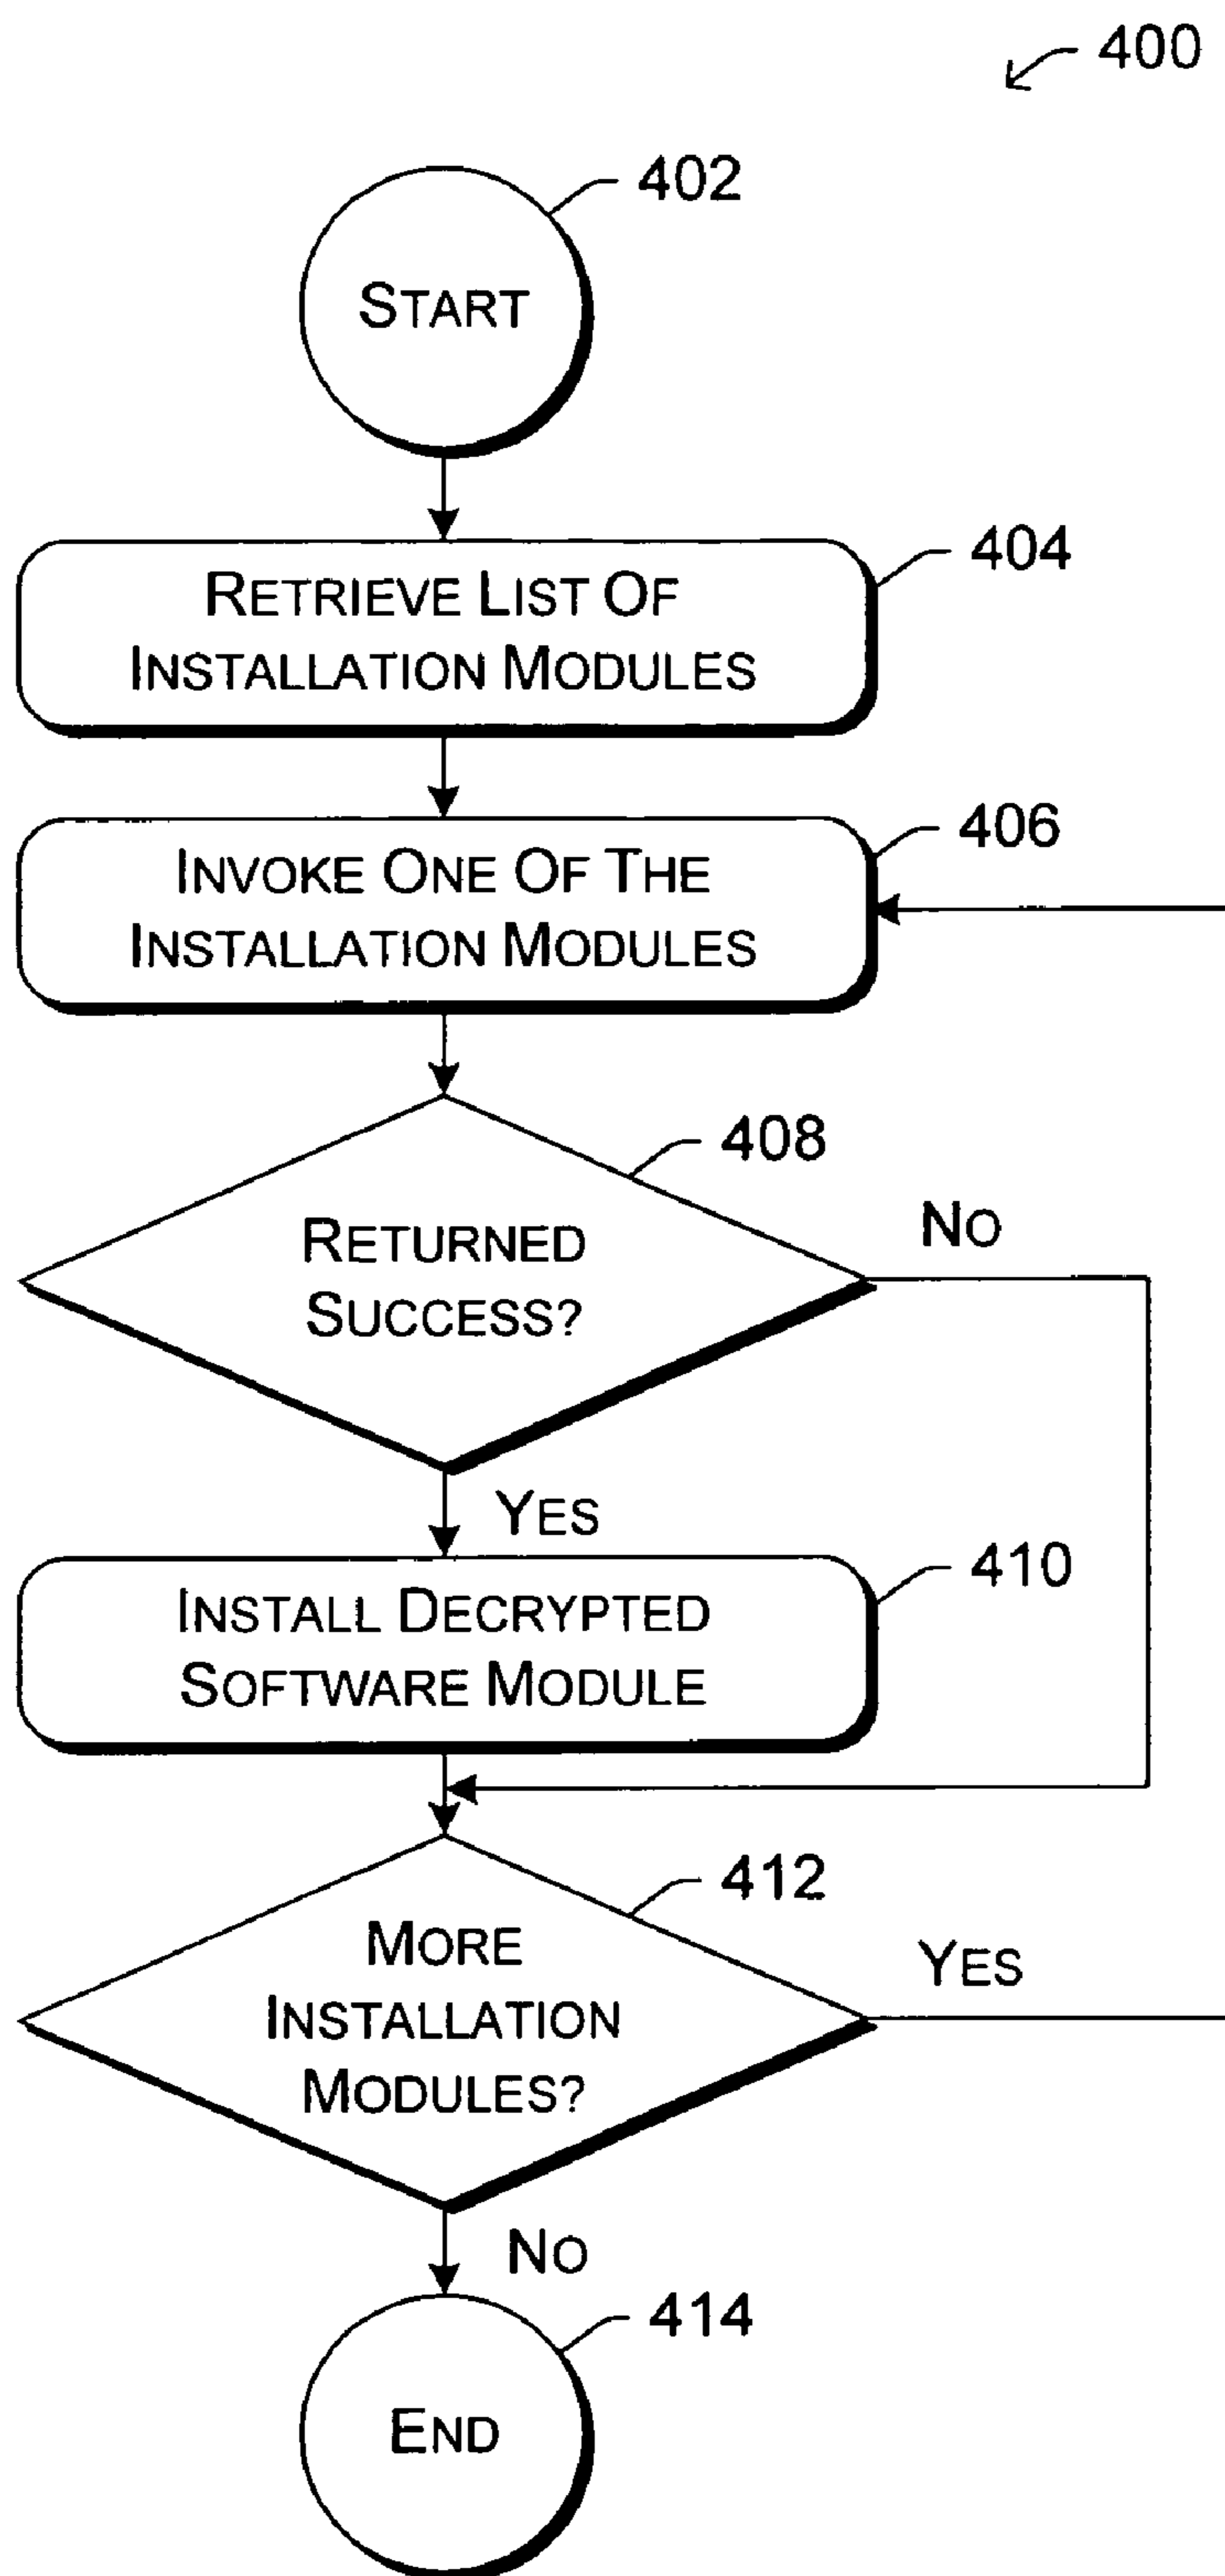 400
402
START
404
RETRIEVE LIST OF
INSTALLATION MODULES
406
INVOKE ONE OF THE
INSTALLATION MODULES
408
RETURNED
SUCCESS?
NO
YES
410
INSTALL DECRYPTED
SOFTWARE MODULE
412
MORE
INSTALLATION
MODULES?
YES
NO
414
END